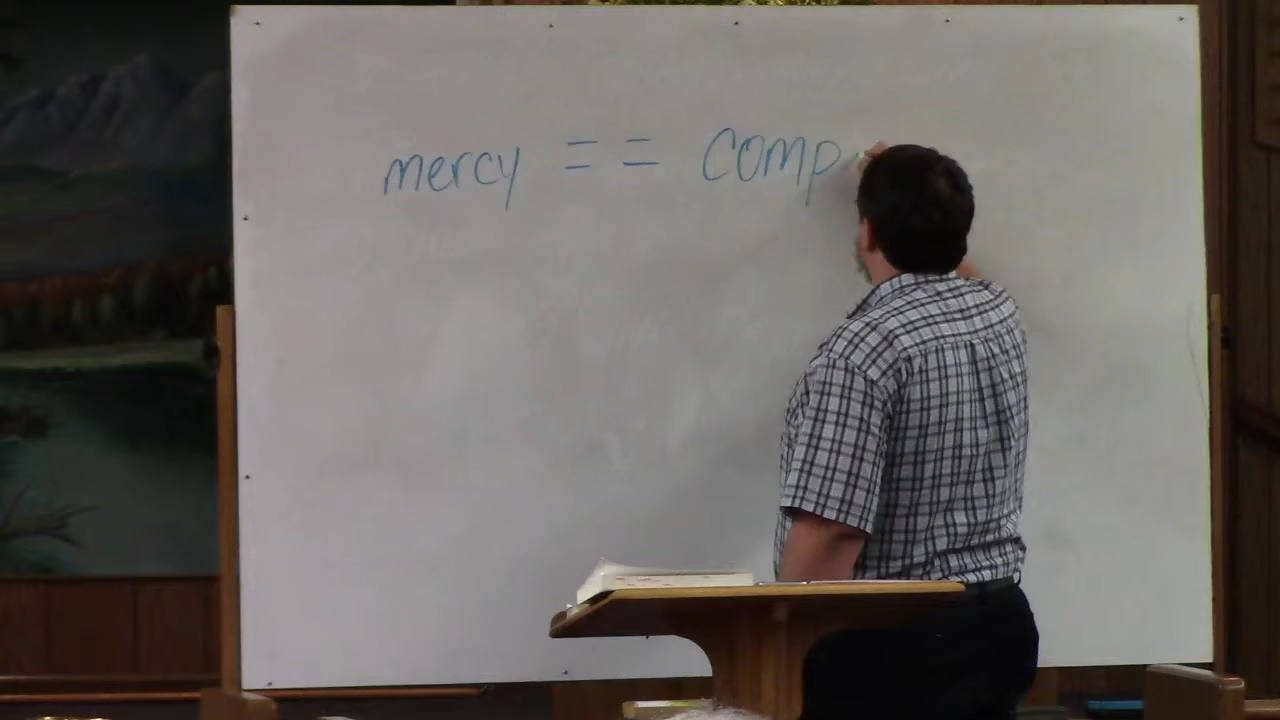 mercy = = comp